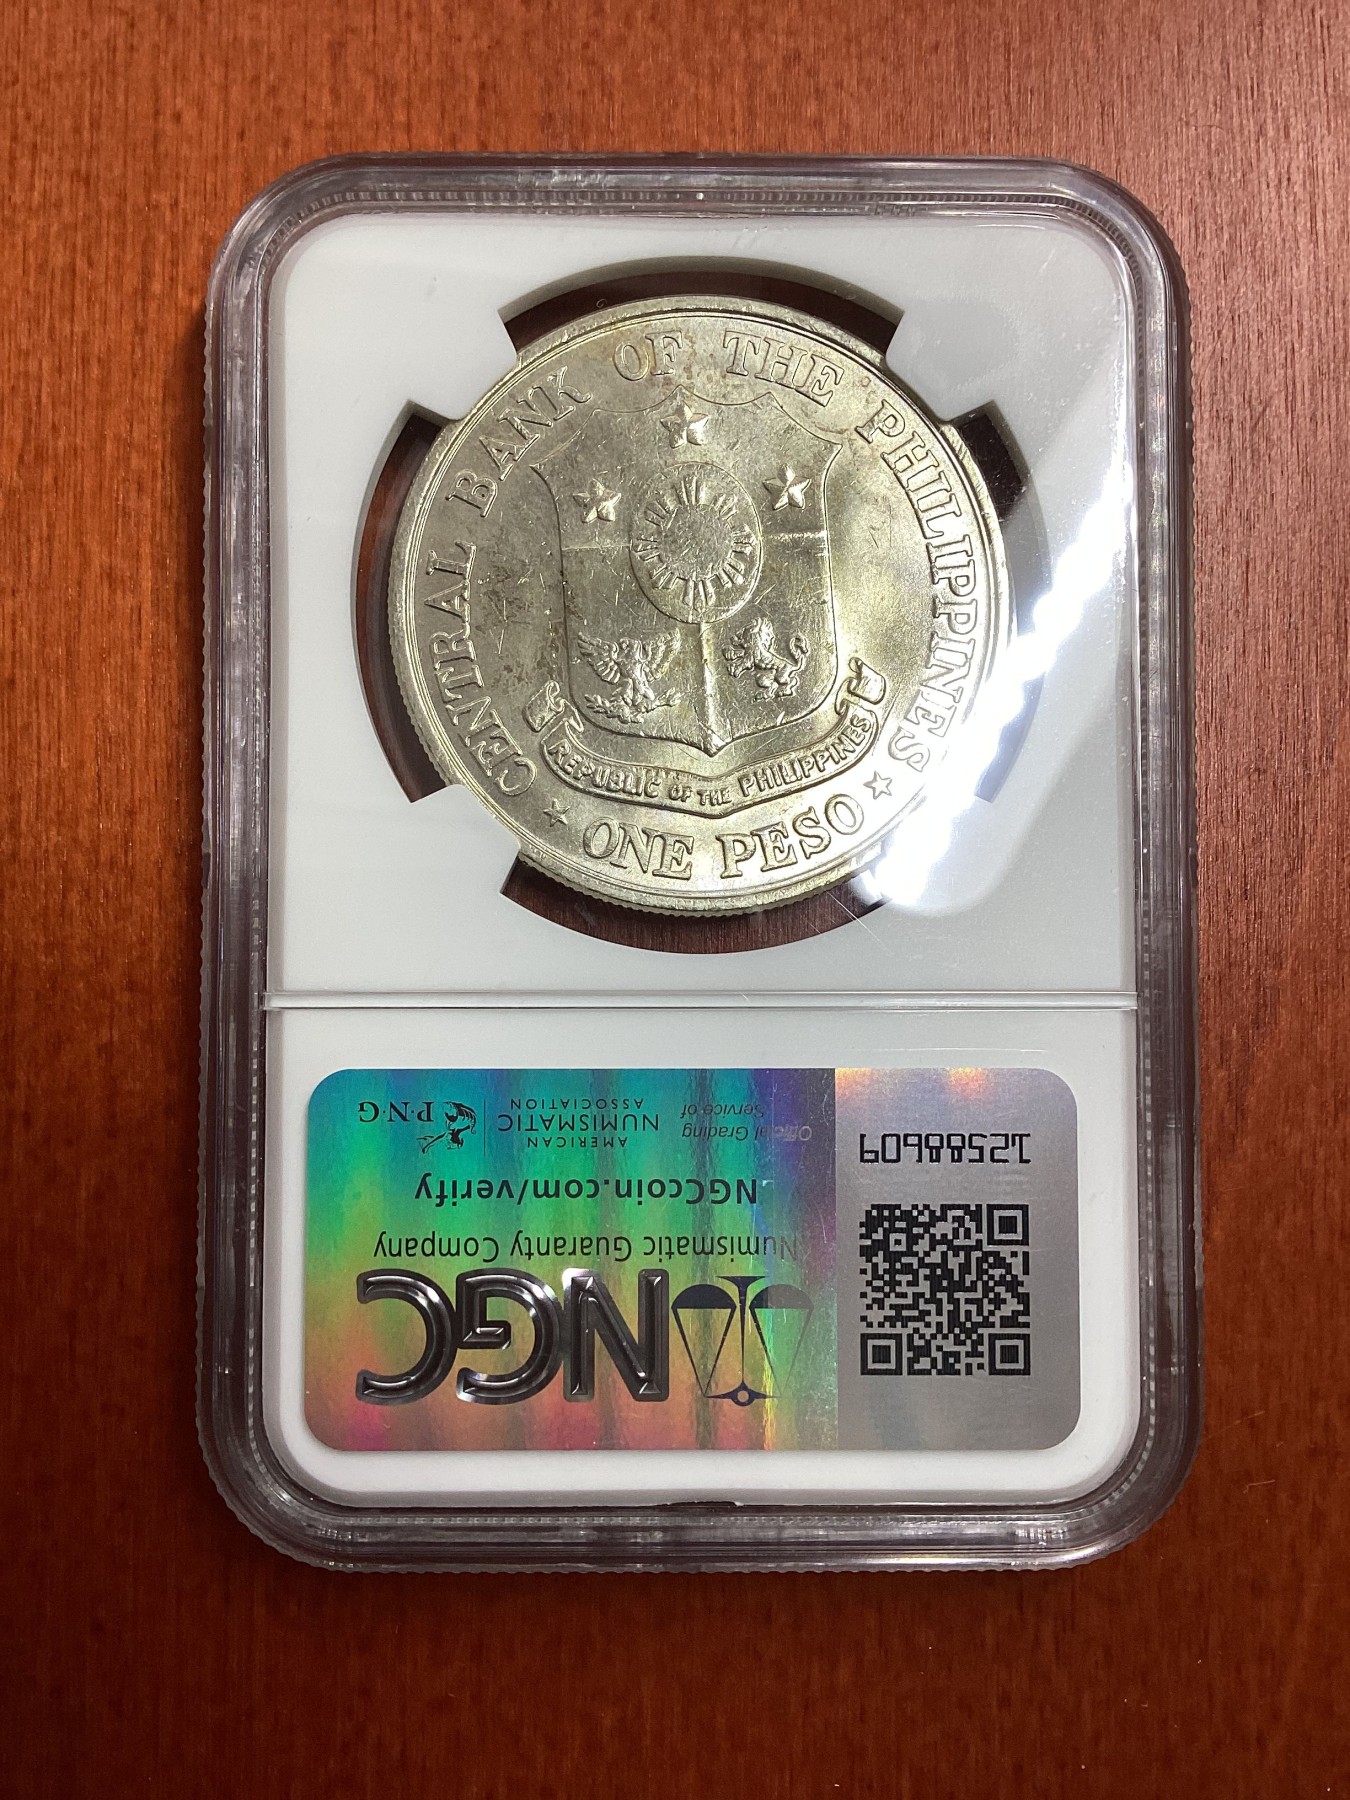 CENTRAL BANK OF THE PHILIPPINES
REPUBLIC OF THE PHILIPPINES
★ ONE PESO ★
NGC
Numismatic Guaranty Company
NGCcoin.com/verify
Official Grading
Service of
AMERICAN
NUMISMATIC
ASSOCIATION
P·N·G
12588609